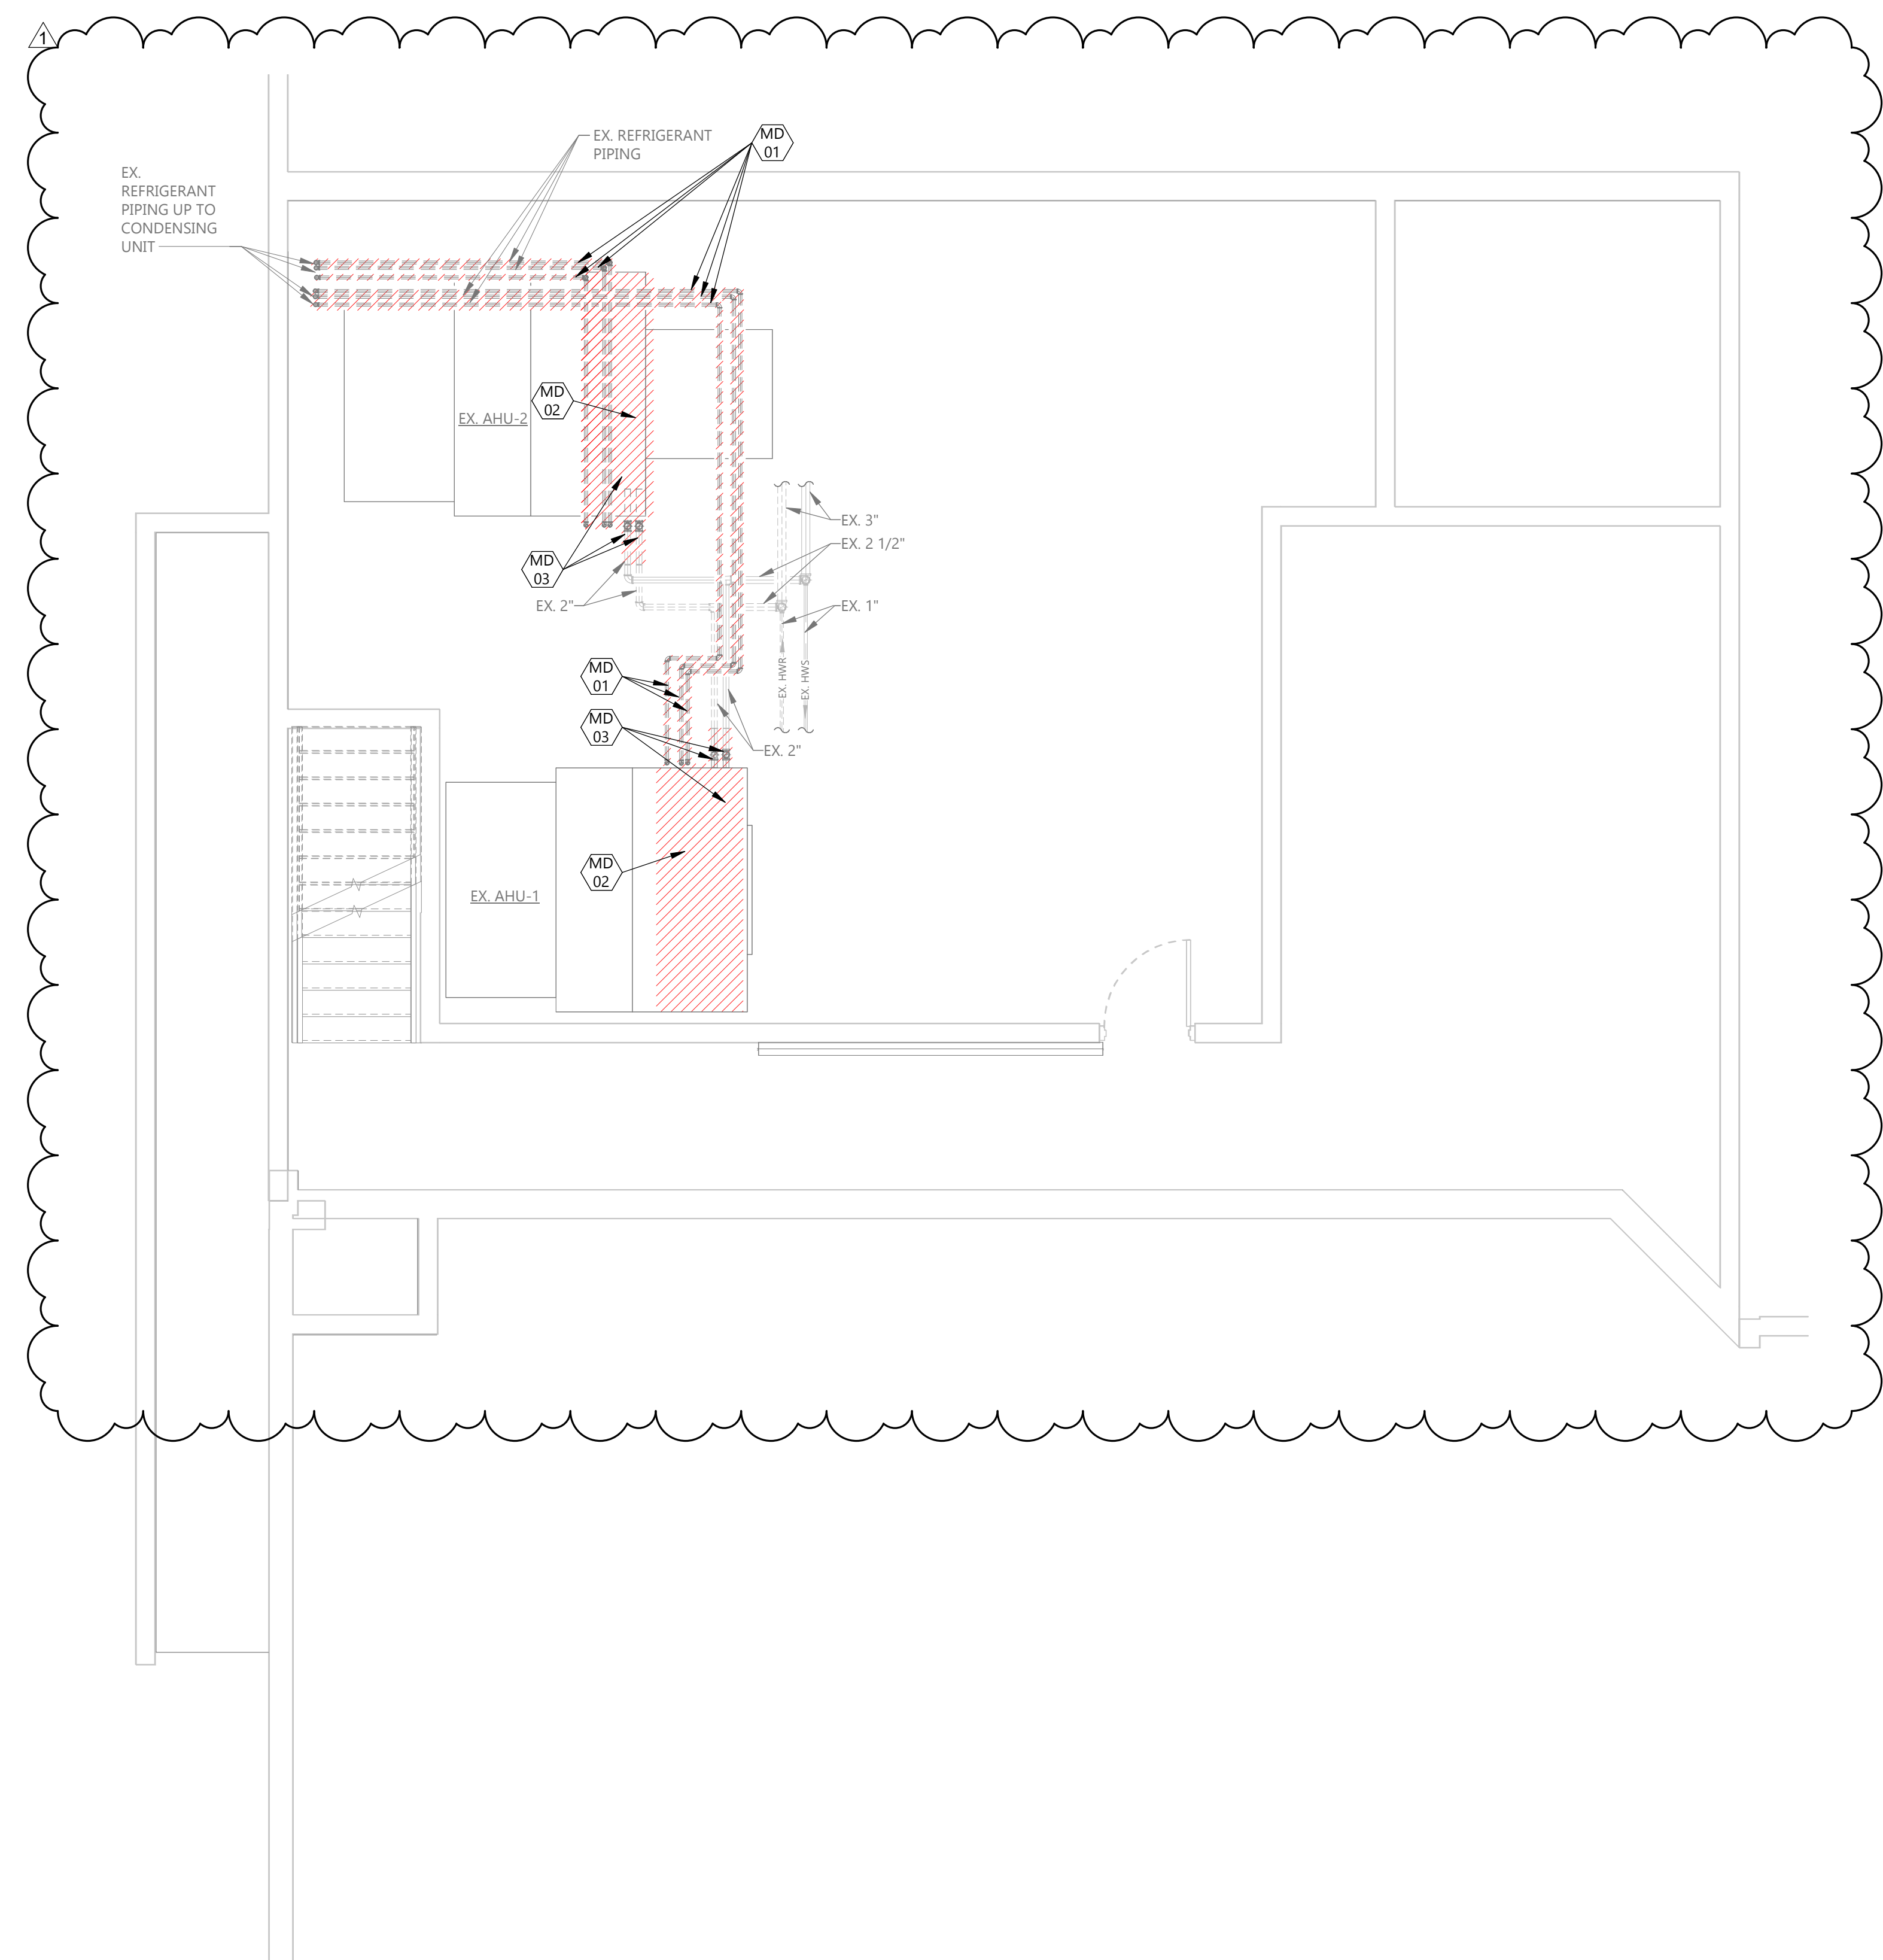 1
EX. REFRIGERANT
PIPING
MD
01
EX.
REFRIGERANT
PIPING UP TO
CONDENSING
UNIT
MD
02
EX. AHU-2
EX. 3"
EX. 2 1/2"
MD
03
EX. 2"
EX. 1"
EX. HWR
EX. HWS
MD
01
MD
03
EX. 2"
MD
02
EX. AHU-1